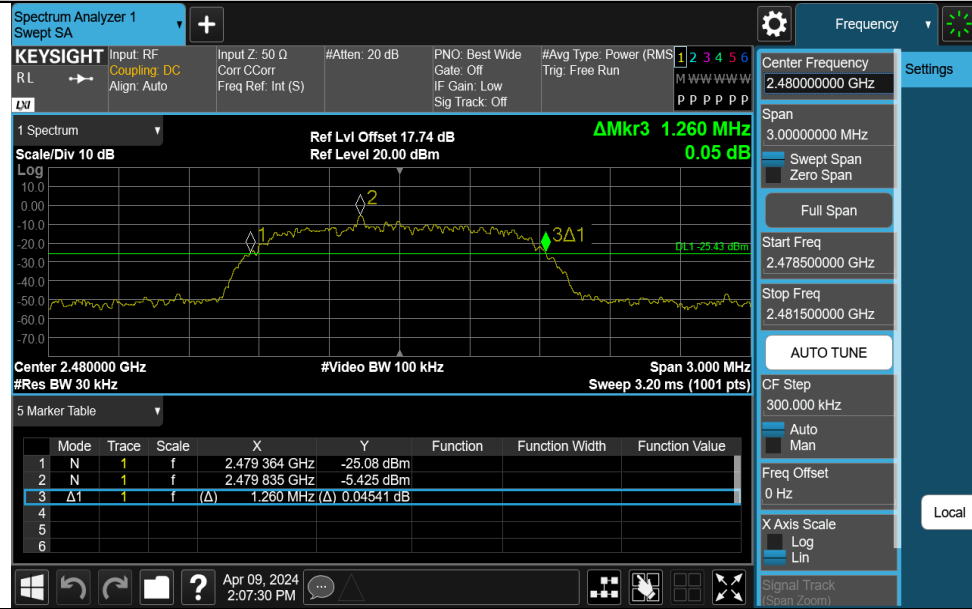 Spectrum Analyzer 1
Swept SA
+
Frequency
KEYSIGHT
RL
LXI
Input: RF
Coupling: DC
Align: Auto
Input Z: 50 Ω
Corr CCorr
Freq Ref: Int (S)
#Atten: 20 dB
PNO: Best Wide
Gate: Off
IF Gain: Low
Sig Track: Off
#Avg Type: Power (RMS
Trig: Free Run
1 2 3 4 5 6
M W W W W W
P P P P P P
1 Spectrum
Scale/Div 10 dB
Ref Lvl Offset 17.74 dB
Ref Level 20.00 dBm
ΔMkr3 1.260 MHz
0.05 dB
Log
10.0
0.00
-10.0
-20.0
-30.0
-40.0
-50.0
-60.0
-70.0
1
2
3Δ1
DL1 -25.43 dBm
Center 2.480000 GHz
#Video BW 100 kHz
Span 3.000 MHz
#Res BW 30 kHz
Sweep 3.20 ms (1001 pts)
5 Marker Table
Mode Trace Scale X Y Function Function Width Function Value
1 N 1 f 2.479 364 GHz -25.08 dBm
2 N 1 f 2.479 835 GHz -5.425 dBm
3 Δ1 1 f (Δ) 1.260 MHz (Δ) 0.04541 dB
4
5
6
?
Apr 09, 2024
2:07:30 PM
Center Frequency
2.480000000 GHz
Span
3.00000000 MHz
Swept Span
Zero Span
Full Span
Start Freq
2.478500000 GHz
Stop Freq
2.481500000 GHz
AUTO TUNE
CF Step
300.000 kHz
Auto
Man
Freq Offset
0 Hz
X Axis Scale
Log
Lin
Signal Track
(Span Zoom)
Settings
Local